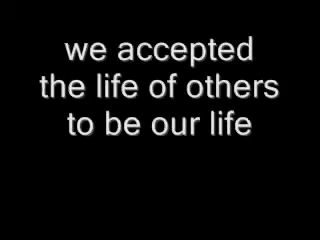 we accepted
the life of others
to be our life